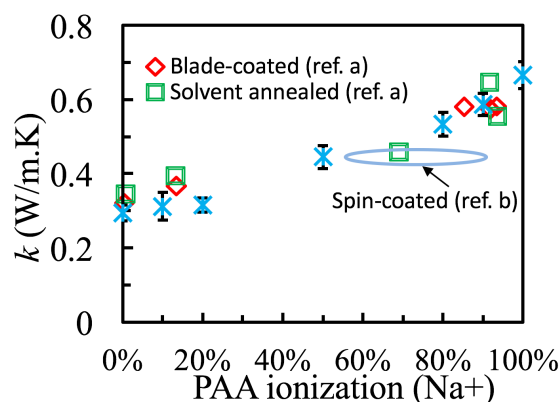 0.8
0.6
0.4
0.2
0
k (W/m.K)
Blade-coated (ref. a)
Solvent annealed (ref. a)
Spin-coated (ref. b)
0% 20% 40% 60% 80% 100%
PAA ionization (Na+)